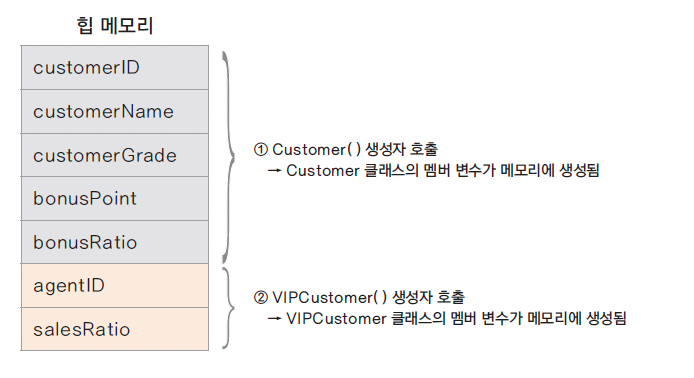 힙 메모리
customerID
customerName
customerGrade
bonusPoint
bonusRatio
agentID
salesRatio
① Customer( ) 생성자 호출
→ Customer 클래스의 멤버 변수가 메모리에 생성됨
② VIPCustomer( ) 생성자 호출
→ VIPCustomer 클래스의 멤버 변수가 메모리에 생성됨